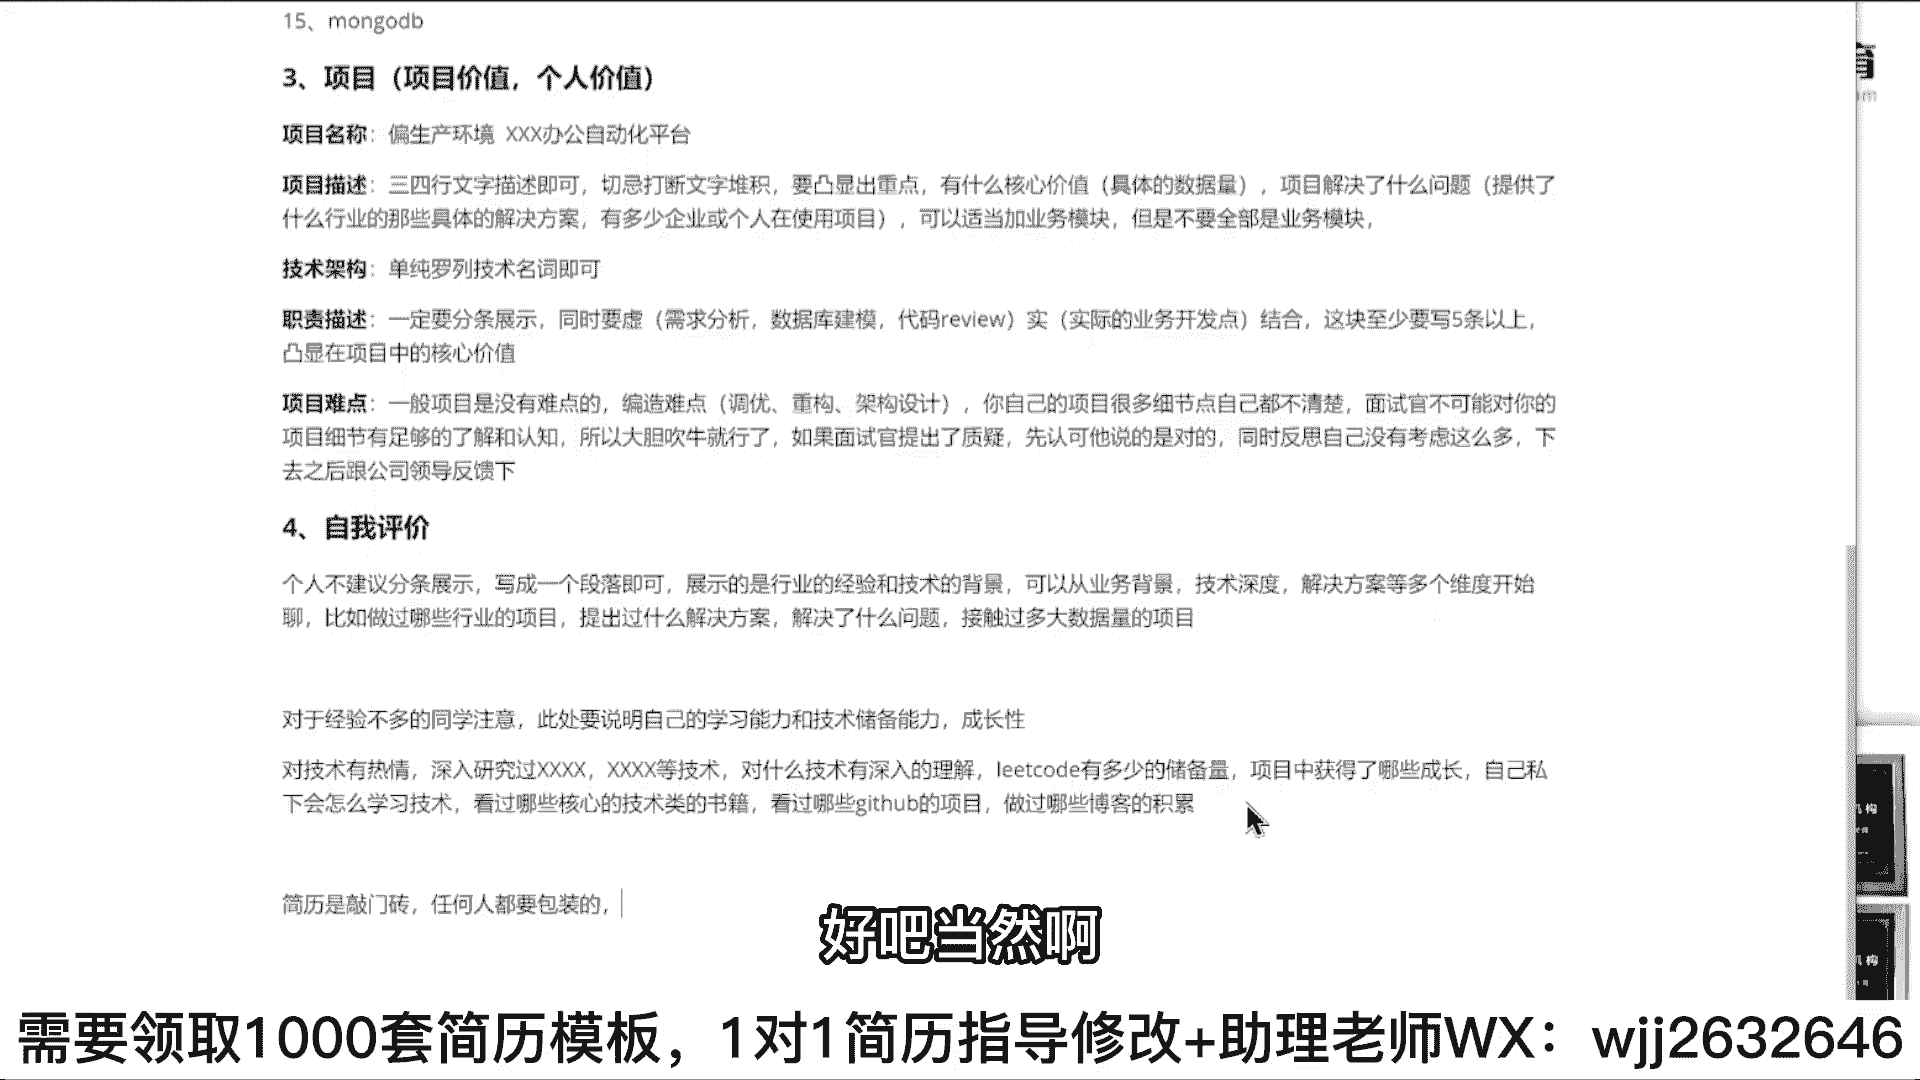 15、mongodb
3、项目（项目价值，个人价值）
项目名称：偏生产环境 XXX办公自动化平台
项目描述：三四行文字描述即可，切忌打断文字堆积，要凸显出重点，有什么核心价值（具体的数据量），项目解决了什么问题（提供了
什么行业的那些具体的解决方案，有多少企业或个人在使用项目），可以适当加业务模块，但是不要全部是业务模块，
技术架构：单纯罗列技术名词即可
职责描述：一定要分条展示，同时要虚（需求分析，数据库建模，代码review）实（实际的业务开发点）结合，这块至少要写5条以上，
凸显在项目中的核心价值
项目难点：一般项目是没有难点的，编造难点（调优、重构、架构设计），你自己的项目很多细节点自己都不清楚，面试官不可能对你的
项目细节有足够的了解和认知，所以大胆吹牛就行了，如果面试官提出了质疑，先认可他说的是对的，同时反思自己没有考虑这么多，下
去之后跟公司领导反馈下
4、自我评价
个人不建议分条展示，写成一个段落即可，展示的是行业的经验和技术的背景，可以从业务背景，技术深度，解决方案等多个维度开始
聊，比如做过哪些行业的项目，提出过什么解决方案，解决了什么问题，接触过多大数据量的项目
对于经验不多的同学注意，此处要说明自己的学习能力和技术储备能力，成长性
对技术有热情，深入研究过XXXX，XXXX等技术，对什么技术有深入的理解，leetcode有多少的储备量，项目中获得了哪些成长，自己私
下会怎么学习技术，看过哪些核心的技术类的书籍，看过哪些github的项目，做过哪些博客的积累
简历是敲门砖，任何人都要包装的，
好吧当然啊
需要领取1000套简历模板，1对1简历指导修改+助理老师WX：wjj2632646
育
om
机构
机构